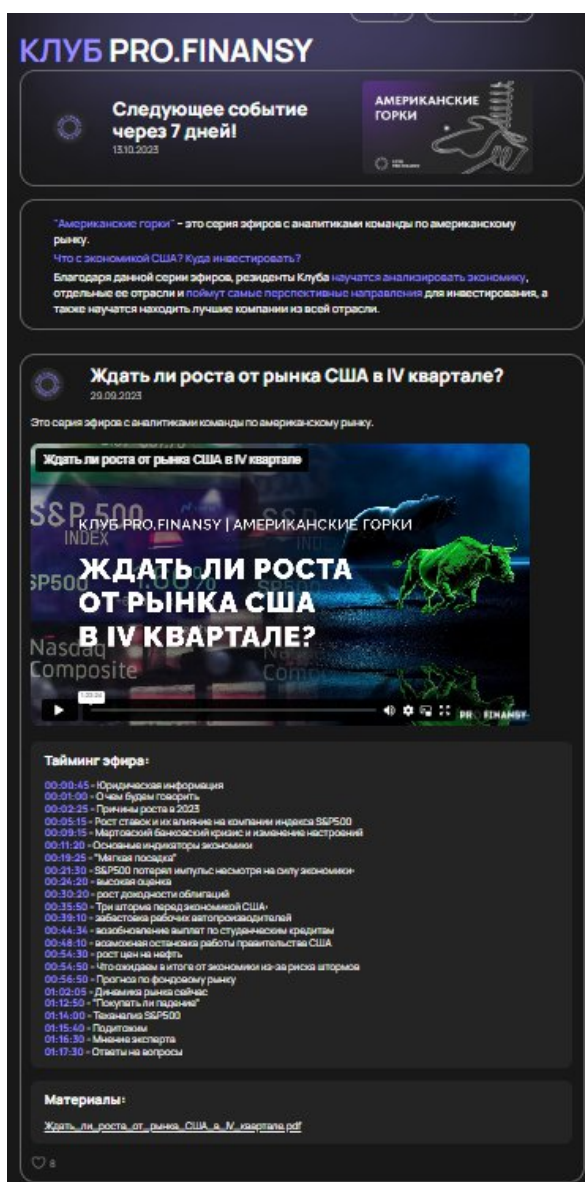 КЛУБ PRO.FINANSY
Следующее событие
через 7 дней!
13.10.2023
АМЕРИКАНСКИЕ
ГОРКИ
"Американские горки" – это серия эфиров с аналитиками команды по американскому
рынку.
Что с экономикой США? Куда инвестировать?
Благодаря данной серии эфиров, резиденты Клуба научатся анализировать экономику,
отдельные ее отрасли и поймут самые перспективные направления для инвестирования, а
также научатся находить лучшие компании из всей отрасли.
Ждать ли роста от рынка США в IV квартале?
29.09.2023
Это серия эфиров с аналитиками команды по американскому рынку.
Ждать ли роста от рынка США в IV квартале
S&P 500
INDEX
КЛУБ PRO.FINANSY | АМЕРИКАНСКИЕ ГОРКИ
SP500
ЖДАТЬ ЛИ РОСТА
ОТ РЫНКА США
В IV КВАРТАЛЕ?
Nasdaq
Composite
PRO FINANSY
Тайминг эфира:
00:00:45 - Юридическая информация
00:01:00 - О чем будем говорить
00:02:25 - Причины роста в 2023
00:05:15 - Рост ставок и их влияние на компании индекса S&P500
00:09:15 - Мартовский банковский кризис и изменение настроений
00:11:20 - Основные индикаторы экономики
00:19:25 - "Мягкая посадка"
00:21:30 - S&P500 потерял импульс несмотря на силу экономики:
00:24:20 - высокая оценка
00:30:20 - рост доходности облигаций
00:35:50 - Три шторма перед экономикой США:
00:39:10 - забастовка рабочих автопроизводителей
00:44:34 - возобновление выплат по студенческим кредитам
00:48:10 - возможная остановка работы правительства США
00:54:30 - рост цен на нефть
00:54:50 - Что ожидаем в итоге от экономики из-за риска штормов
00:56:50 - Прогноз по фондовому рынку
01:02:05 - Динамика рынка сейчас
01:12:50 - "Покупать ли падение"
01:14:00 - Теханализ S&P500
01:15:40 - Подитожим
01:16:30 - Мнение эксперта
01:17:30 - Ответы на вопросы
Материалы:
Ждать_ли_роста_от_рынка_США_в_IV_квартале.pdf
8